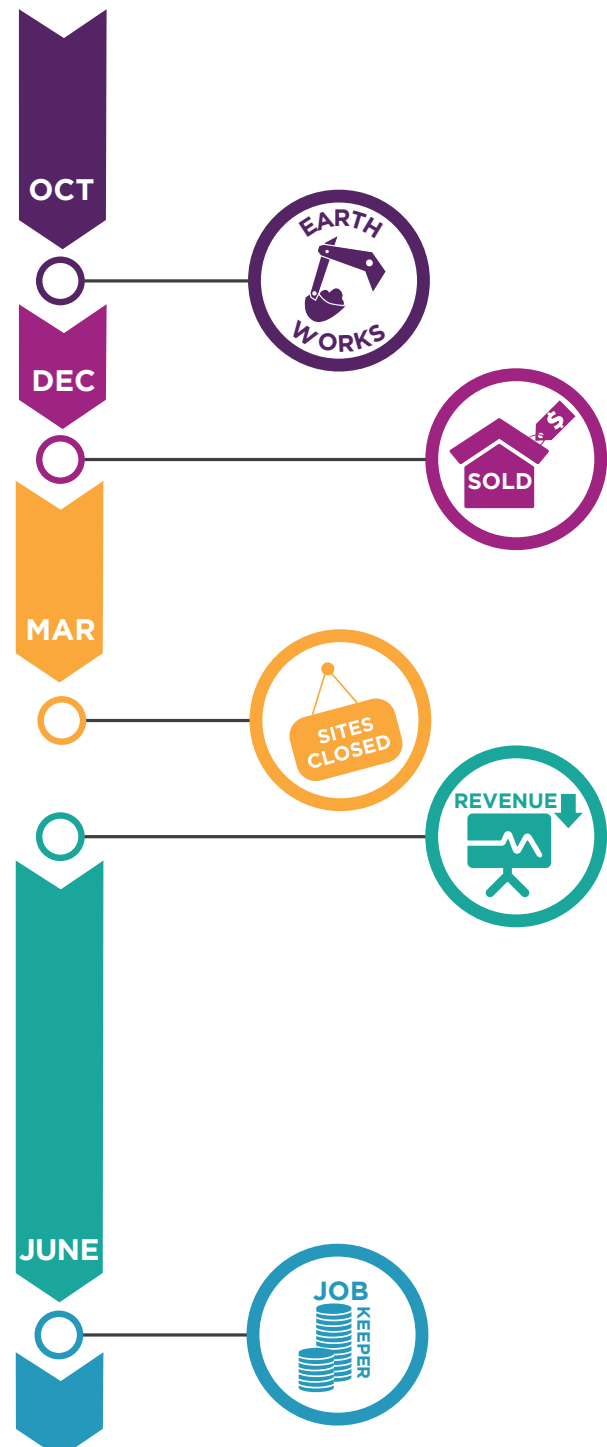 OCT
EARTH
WORKS
DEC
$
SOLD
MAR
SITES
CLOSED
REVENUE
JUNE
JOB
KEEPER